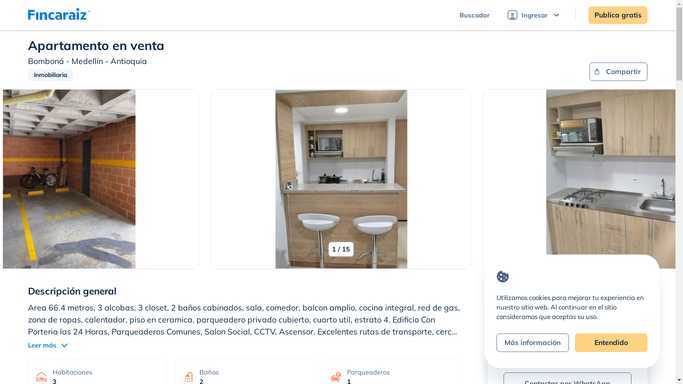 Fincaraiz
Buscador
Ingresar
Publica gratis
Apartamento en venta
Bomboná - Medellín - Antioquia
Inmobiliaria
Compartir
1 / 15
Descripción general
Area 66.4 metros, 3 alcobas, 3 closet, 2 baños cabinados, sala, comedor, balcon amplio, cocina integral, red de gas,
zona de ropas, calentador, piso en ceramica, parqueadero privado cubierto, cuarto util, estrato 4. Edificio Con
Porteria las 24 Horas, Parqueaderos Comunes, Salon Social, CCTV, Ascensor. Excelentes rutas de transporte, cerc...
Leer más
Habitaciones
3
Baños
2
Parqueaderos
1
Utilizamos cookies para mejorar tu experiencia en
nuestro sitio web. Al continuar en el sitio
consideramos que aceptas su uso.
Más información
Entendido
Contactar por WhatsApp